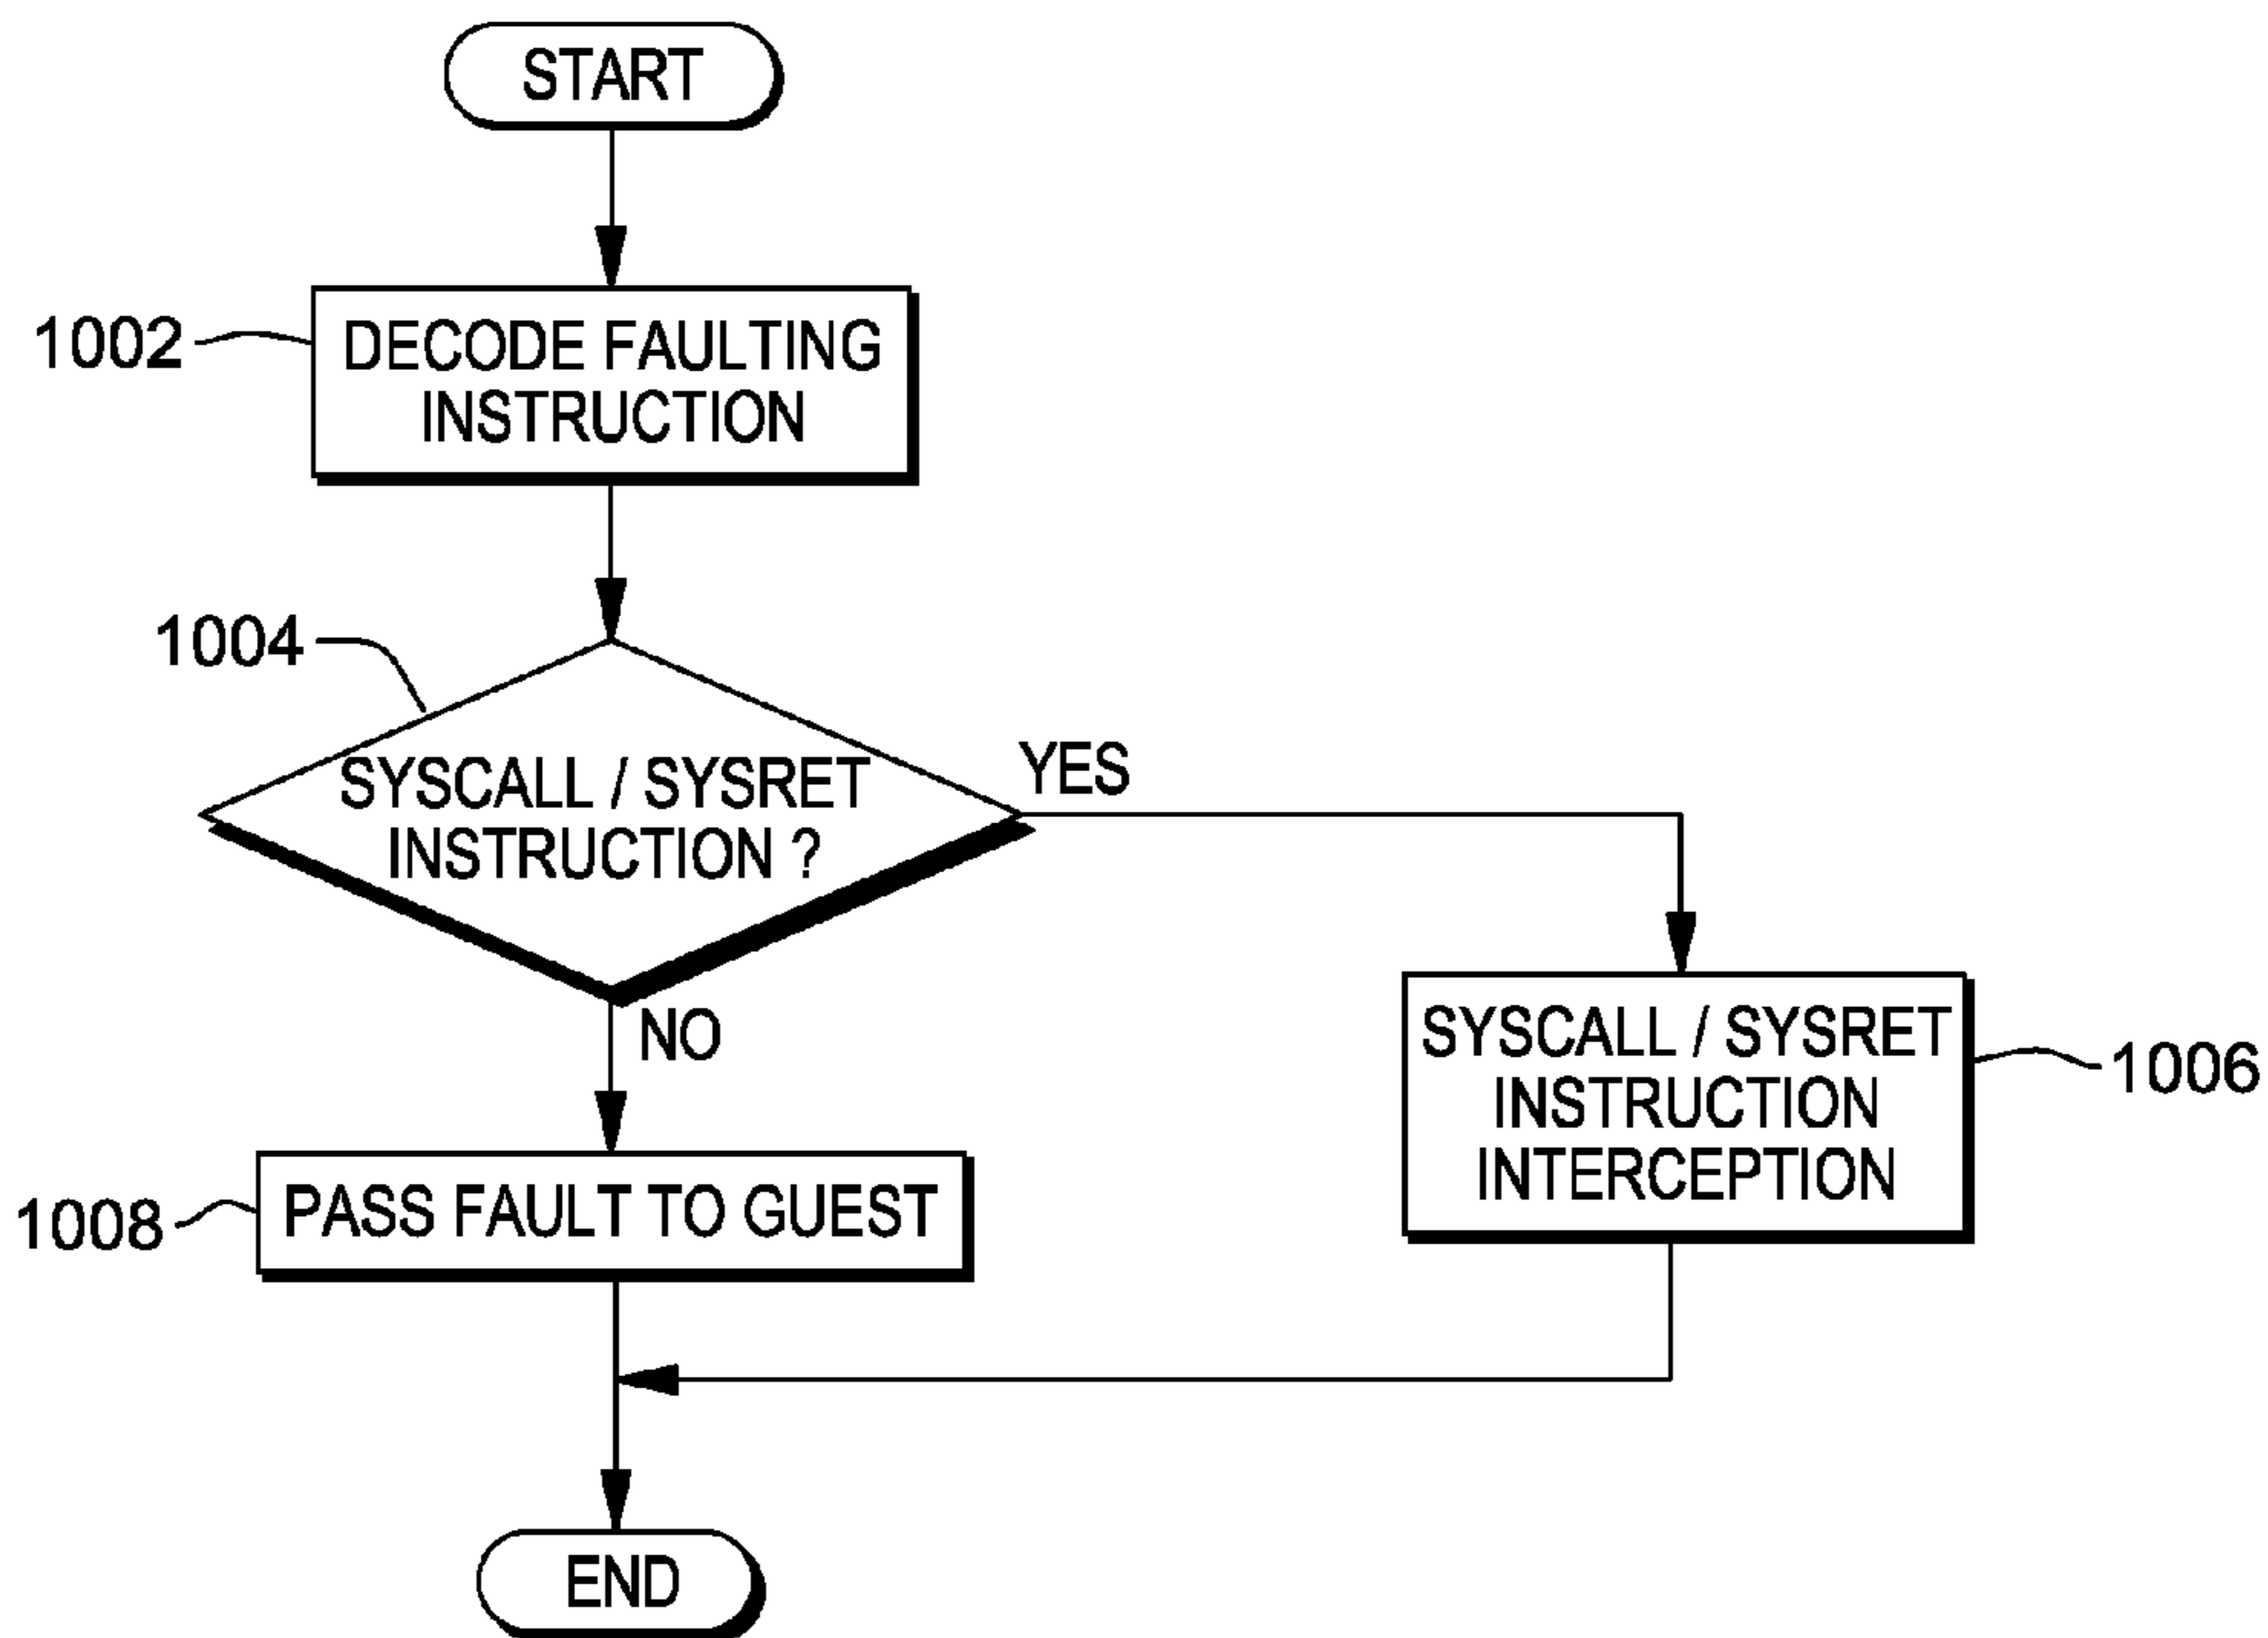 START
1002
DECODE FAULTING
INSTRUCTION
1004
SYSCALL / SYSRET
INSTRUCTION ?
YES
NO
SYSCALL / SYSRET
INSTRUCTION
INTERCEPTION
1006
1008
PASS FAULT TO GUEST
END